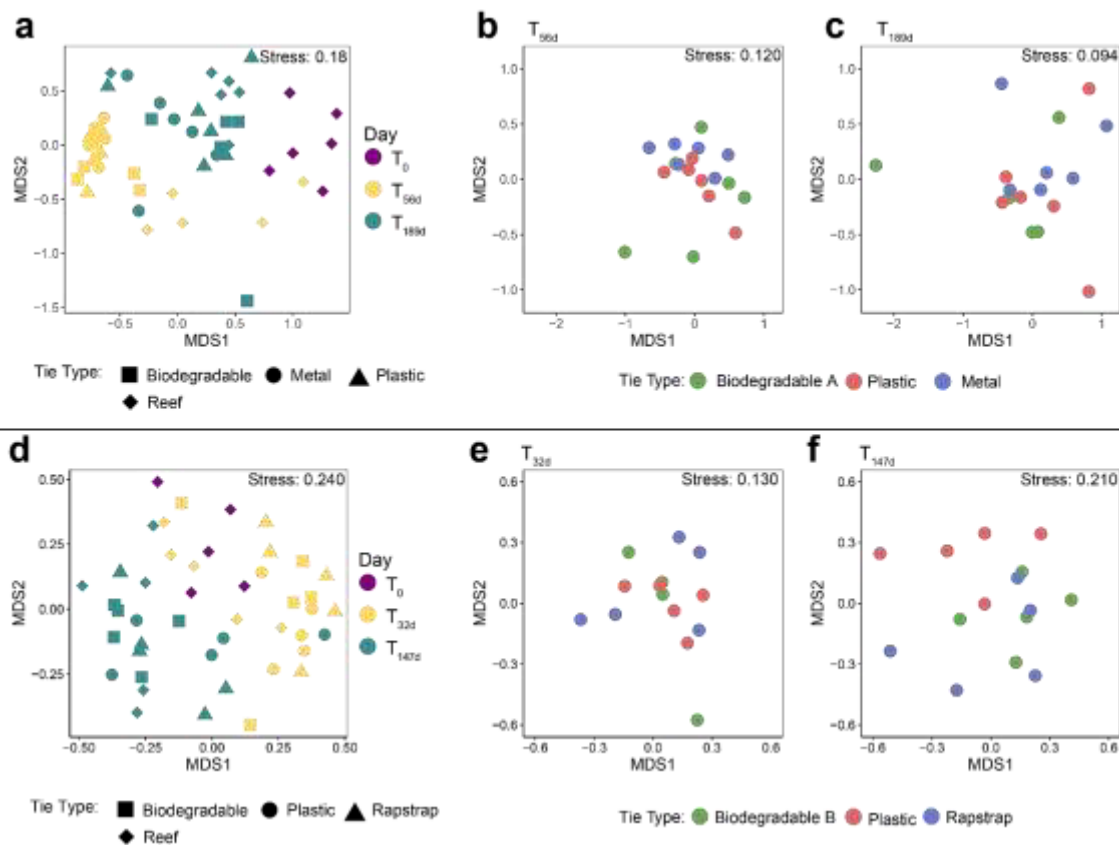 a
Stress: 0.18
0.5
0.0
−0.5
−1.0
−1.5
MDS2
−0.5
0.0
0.5
1.0
MDS1
Day
T0
T56d
T189d
Tie Type:
Biodegradable
Metal
Plastic
Reef
b
T56d
Stress: 0.120
1.0
0.5
0.0
−0.5
−1.0
MDS2
−2
−1
0
1
MDS1
c
T189d
Stress: 0.094
1.0
0.5
0.0
−0.5
−1.0
MDS2
−2
−1
0
1
MDS1
Tie Type:
Biodegradable A
Plastic
Metal
d
Stress: 0.240
0.50
0.25
0.00
−0.25
MDS2
−0.50
−0.25
0.00
0.25
0.50
MDS1
Day
T0
T32d
T147d
Tie Type:
Biodegradable
Plastic
Rapstrap
Reef
e
T32d
Stress: 0.130
0.6
0.3
0.0
−0.3
−0.6
MDS2
−0.6
−0.3
0.0
0.3
0.6
MDS1
f
T147d
Stress: 0.210
0.6
0.3
0.0
−0.3
−0.6
MDS2
−0.6
−0.3
0.0
0.3
0.6
MDS1
Tie Type:
Biodegradable B
Plastic
Rapstrap